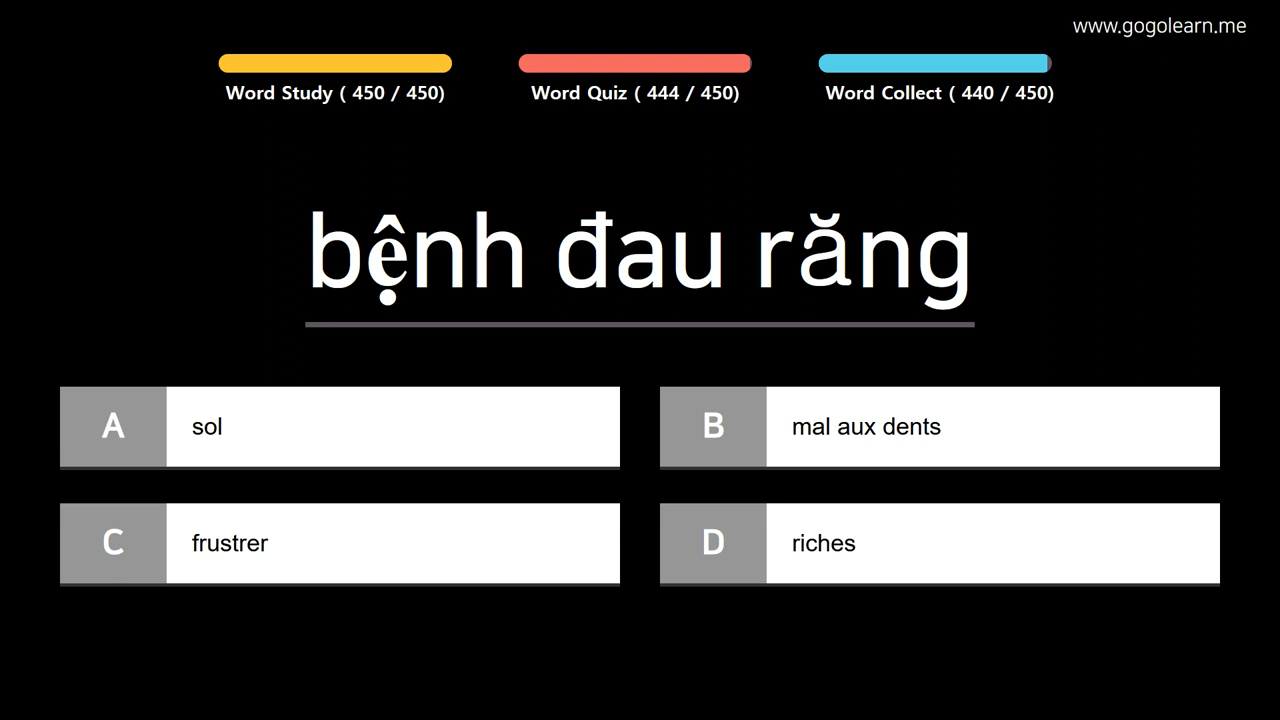 www.gogolearn.me
Word Study ( 450 / 450)
Word Quiz ( 444 / 450)
Word Collect ( 440 / 450)
bệnh đau răng
A sol
B mal aux dents
C frustrer
D riches